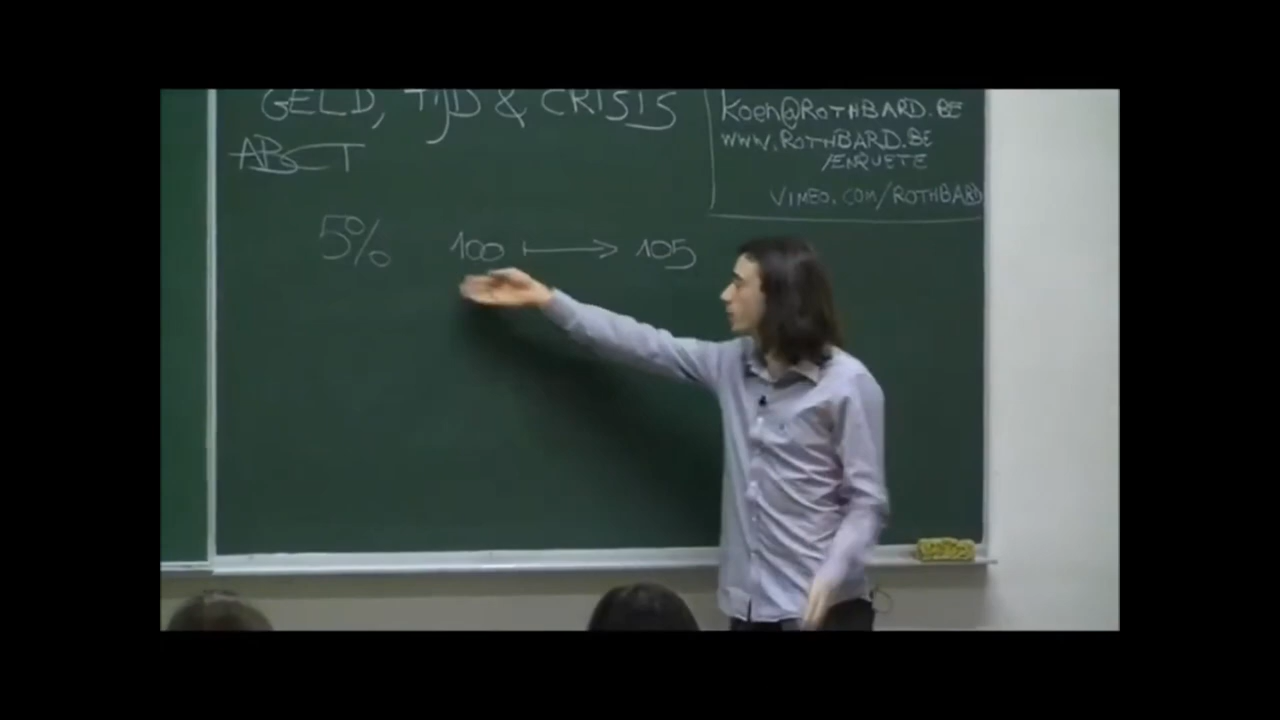 GELD, TIJD & CRISIS
ABCT
5% 100 → 105
Koen@ROTHBARD.BE
WWW.ROTHBARD.BE
/ENQUETE
VIMEO.COM/ROTHBARD